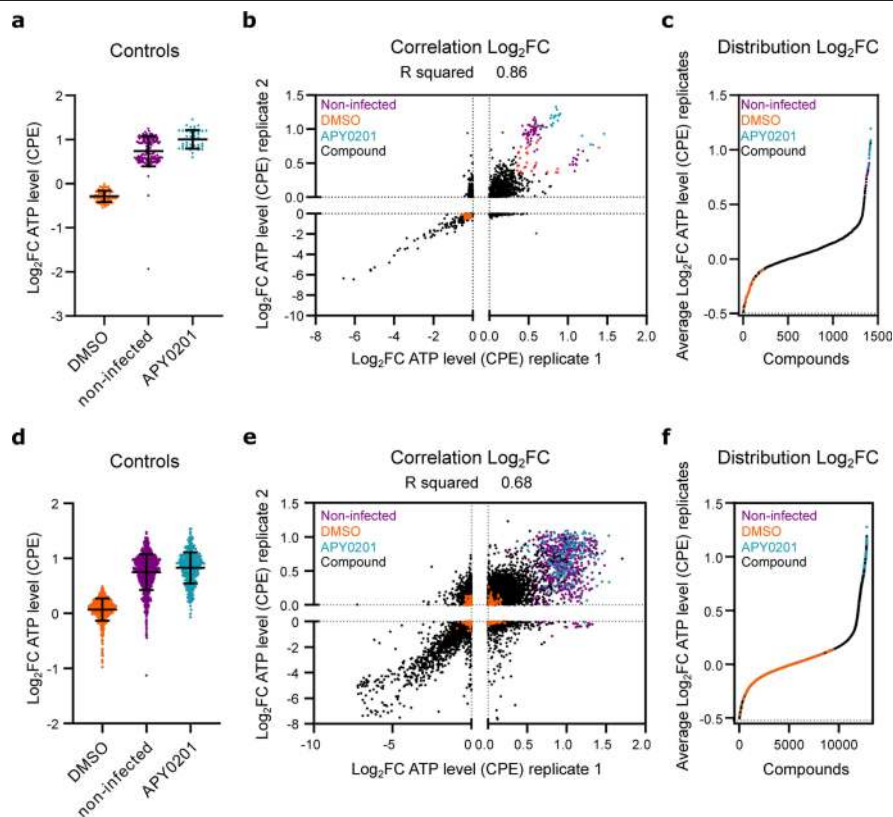 a
Controls
Log2FC ATP level (CPE)
2
1
0
-1
-2
-3
DMSO
non-infected
APY0201
b
Correlation Log2FC
R squared 0.86
Log2FC ATP level (CPE) replicate 2
1.5
1.0
0.5
0.0
0
-2
-4
-6
-8
-10
Non-infected
DMSO
APY0201
Compound
-8 -6 -4 -2 0 0.0 0.5 1.0 1.5 2.0
Log2FC ATP level (CPE) replicate 1
c
Distribution Log2FC
Average Log2FC ATP level (CPE) replicates
1.5
1.0
0.5
0.0
-0.5
Non-infected
DMSO
APY0201
Compound
0 500 1000 1500
Compounds
d
Controls
Log2FC ATP level (CPE)
2
1
0
1
2
DMSO
non-infected
APY0201
e
Correlation Log2FC
R squared 0.68
Log2FC ATP level (CPE) replicate 2
1.5
1.0
0.5
0.0
0
-2
-4
-6
-8
Non-infected
DMSO
APY0201
Compound
-10 -5 0 0.0 0.5 1.0 1.5 2.0
Log2FC ATP level (CPE) replicate 1
f
Distribution Log2FC
Average Log2FC ATP level (CPE) replicates
1.5
1.0
0.5
0.0
-0.5
Non-infected
DMSO
APY0201
Compound
0 5000 10000
Compounds